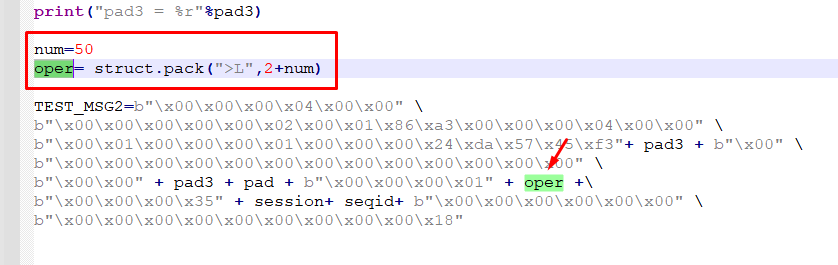 print("pad3 = %r"%pad3)
num=50
oper= struct.pack(">L",2+num)
TEST_MSG2=b"\x00\x00\x00\x04\x00\x00" \
b"\x00\x00\x00\x00\x00\x02\x00\x01\x86\xa3\x00\x00\x00\x04\x00\x00" \
b"\x00\x01\x00\x00\x00\x01\x00\x00\x00\x24\xda\x57\x45\xf3"+ pad3 + b"\x00" \
b"\x00\x00\x00\x00\x00\x00\x00\x00\x00\x00\x00\x00\x00\x00" \
b"\x00\x00" + pad3 + pad + b"\x00\x00\x00\x01" + oper +\
b"\x00\x00\x00\x35" + session+ seqid+ b"\x00\x00\x00\x00\x00\x00" \
b"\x00\x00\x00\x00\x00\x00\x00\x00\x00\x18"